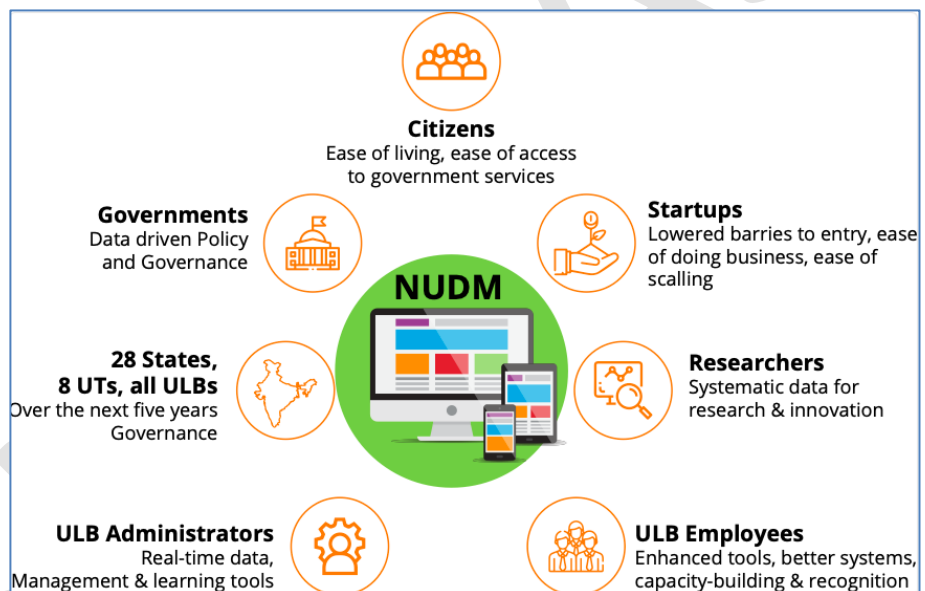 Citizens
Ease of living, ease of access
to government services
Governments
Data driven Policy
and Governance
Startups
Lowered barries to entry, ease
of doing business, ease of
scalling
NUDM
28 States,
8 UTs, all ULBs
Over the next five years
Governance
Researchers
Systematic data for
research & innovation
ULB Administrators
Real-time data,
Management & learning tools
ULB Employees
Enhanced tools, better systems,
capacity-building & recognition